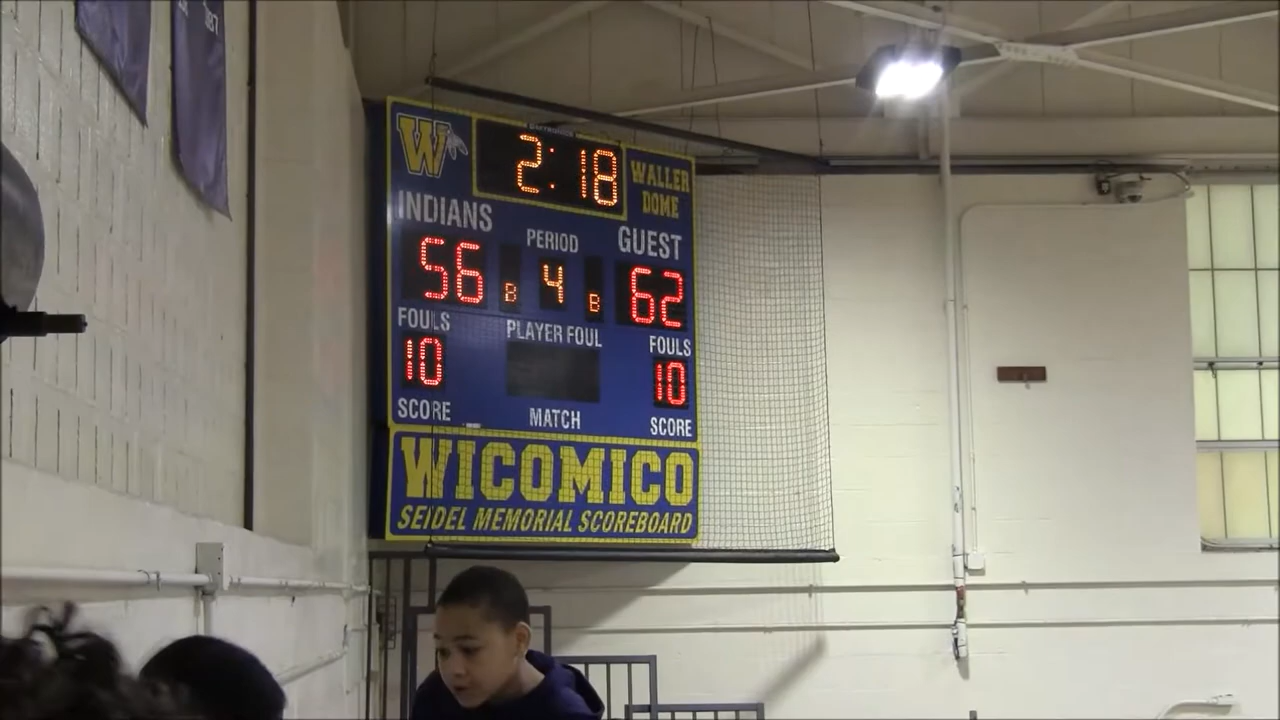 W
2:18
WALLER
DOME
INDIANS
PERIOD
GUEST
56
B
4
B
62
FOULS
PLAYER FOUL
FOULS
10
10
SCORE
MATCH
SCORE
WICOMICO
SEIDEL MEMORIAL SCOREBOARD